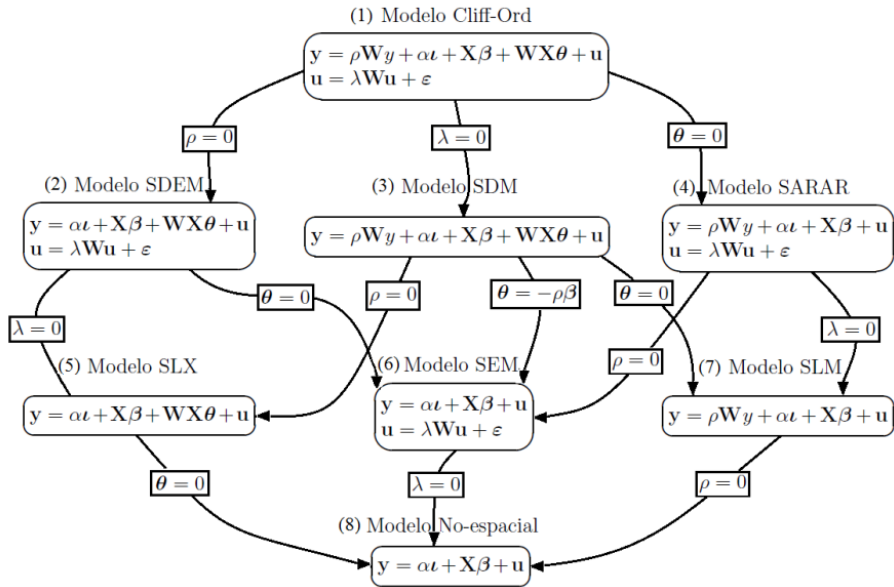 (1) Modelo Cliff-Ord
y = ρWy + αι + Xβ + WXθ + u
u = λWu + ε
ρ = 0
λ = 0
θ = 0
(2) Modelo SDEM
(3) Modelo SDM
(4) Modelo SARAR
y = αι + Xβ + WXθ + u
u = λWu + ε
y = ρWy + αι + Xβ + WXθ + u
y = ρWy + αι + Xβ + u
u = λWu + ε
θ = 0
ρ = 0
θ = −ρβ
θ = 0
λ = 0
λ = 0
ρ = 0
(5) Modelo SLX
(6) Modelo SEM
(7) Modelo SLM
y = αι + Xβ + WXθ + u
y = αι + Xβ + u
u = λWu + ε
y = ρWy + αι + Xβ + u
θ = 0
λ = 0
ρ = 0
(8) Modelo No-espacial
y = αι + Xβ + u